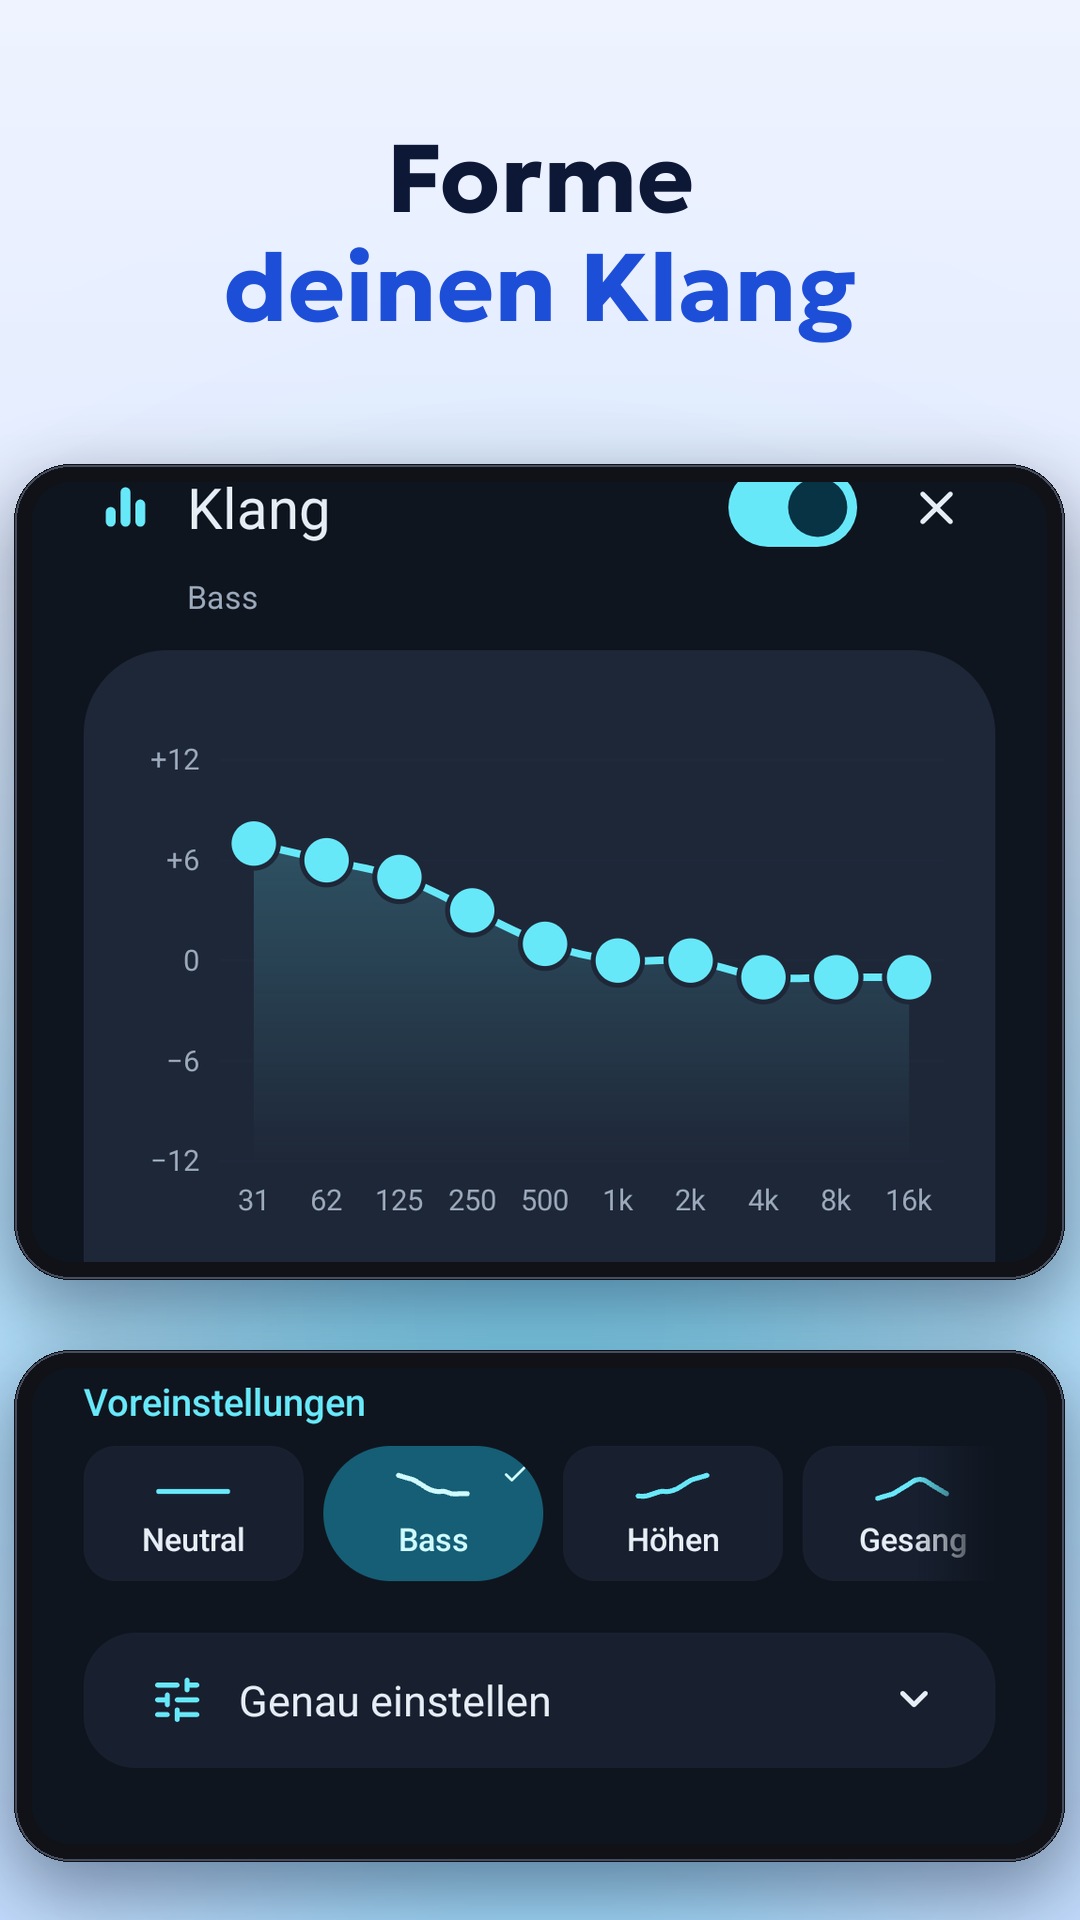 Forme
deinen Klang
Klang
Bass
+12
+6
0
−6
−12
31 62 125 250 500 1k 2k 4k 8k 16k
Voreinstellungen
Neutral Bass Höhen Gesang
Genau einstellen